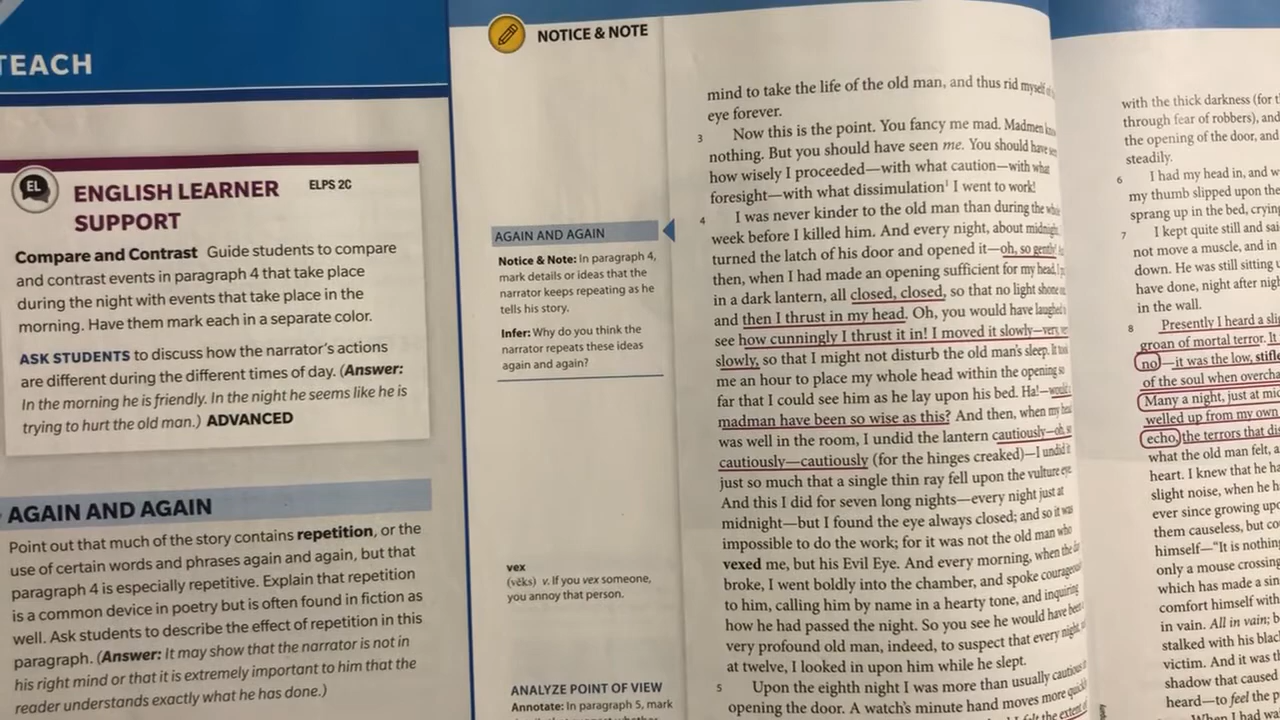 TEACH
EL
ENGLISH LEARNER
SUPPORT
ELPS 2C
Compare and Contrast Guide students to compare
and contrast events in paragraph 4 that take place
during the night with events that take place in the
morning. Have them mark each in a separate color.
ASK STUDENTS to discuss how the narrator's actions
are different during the different times of day. (Answer:
In the morning he is friendly. In the night he seems like he is
trying to hurt the old man.) ADVANCED
AGAIN AND AGAIN
Point out that much of the story contains repetition, or the
use of certain words and phrases again and again, but that
paragraph 4 is especially repetitive. Explain that repetition
is a common device in poetry but is often found in fiction as
well. Ask students to describe the effect of repetition in this
paragraph. (Answer: It may show that the narrator is not in
his right mind or that it is extremely important to him that the
reader understands exactly what he has done.)
NOTICE & NOTE
AGAIN AND AGAIN
Notice & Note: In paragraph 4,
mark details or ideas that the
narrator keeps repeating as he
tells his story.
Infer: Why do you think the
narrator repeats these ideas
again and again?
vex
(vĕks) v. If you vex someone,
you annoy that person.
ANALYZE POINT OF VIEW
Annotate: In paragraph 5, mark
mind to take the life of the old man, and thus rid myself
eye forever.
3 Now this is the point. You fancy me mad. Madmen
nothing. But you should have seen me. You should have
how wisely I proceeded—with what caution—with what
foresight—with what dissimulation¹ I went to work!
4 I was never kinder to the old man than during the whole
week before I killed him. And every night, about midnight,
turned the latch of his door and opened it—oh, so gently!
then, when I had made an opening sufficient for my head,
in a dark lantern, all closed, closed, so that no light shone
and then I thrust in my head. Oh, you would have laughed
see how cunningly I thrust it in! I moved it slowly—very,
slowly, so that I might not disturb the old man's sleep. It took
me an hour to place my whole head within the opening so
far that I could see him as he lay upon his bed. Ha!—would
madman have been so wise as this? And then, when my head
was well in the room, I undid the lantern cautiously—oh, so
cautiously—cautiously (for the hinges creaked)—I undid it
just so much that a single thin ray fell upon the vulture eye.
And this I did for seven long nights—every night just at
midnight—but I found the eye always closed; and so it was
impossible to do the work; for it was not the old man who
vexed me, but his Evil Eye. And every morning, when the day
broke, I went boldly into the chamber, and spoke courageously
to him, calling him by name in a hearty tone, and inquiring
how he had passed the night. So you see he would have been
very profound old man, indeed, to suspect that every night,
at twelve, I looked in upon him while he slept.
5 Upon the eighth night I was more than usually cautious
opening the door. A watch's minute hand moves more quickly
with the thick darkness (for
through fear of robbers), and
the opening of the door, and
steadily.
6 I had my head in, and
my thumb slipped upon the
sprang up in the bed, crying
7 I kept quite still and
not move a muscle, and in
down. He was still sitting
have done, night after
in the wall.
8 Presently I heard a
groan of mortal terror. It
no—it was the low,
of the soul when
Many a night, just at
welled up from my own
echo, the terrors that
what the old man felt,
heart. I knew that he
slight noise, when he
ever since growing
them causeless, but
himself—"It is
only a mouse crossing
which has made a
comfort himself with
in vain. All in vain;
stalked with his
victim. And it was
shadow that caused
heard—to feel the